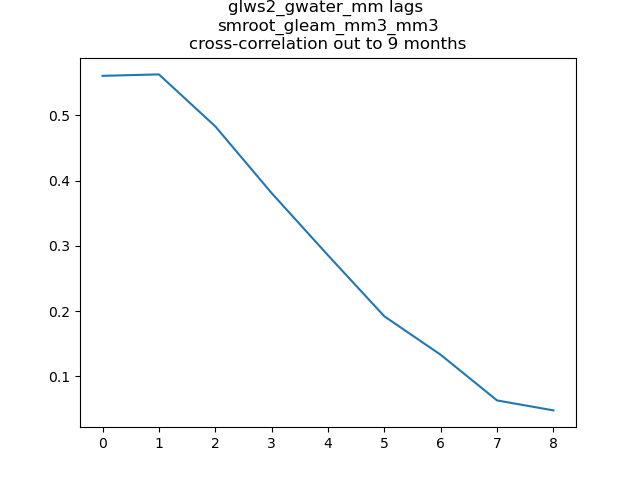 glws2_gwater_mm lags
smroot_gleam_mm3_mm3
cross-correlation out to 9 months
0.5
0.4
0.3
0.2
0.1
0 1 2 3 4 5 6 7 8